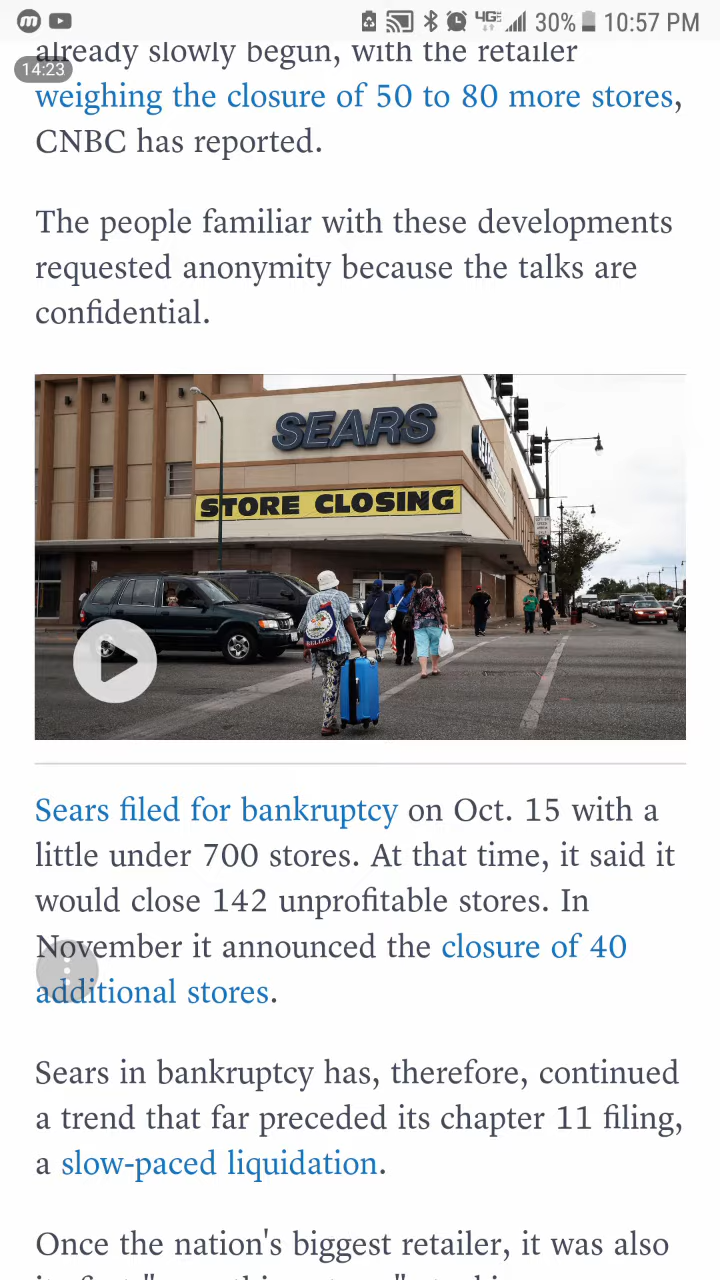 30% 10:57 PM
already slowly begun, with the retailer
14:23
weighing the closure of 50 to 80 more stores,
CNBC has reported.
The people familiar with these developments
requested anonymity because the talks are
confidential.
SEARS
STORE CLOSING
BELIZE
Sears filed for bankruptcy on Oct. 15 with a
little under 700 stores. At that time, it said it
would close 142 unprofitable stores. In
November it announced the closure of 40
additional stores.
Sears in bankruptcy has, therefore, continued
a trend that far preceded its chapter 11 filing,
a slow-paced liquidation.
Once the nation's biggest retailer, it was also